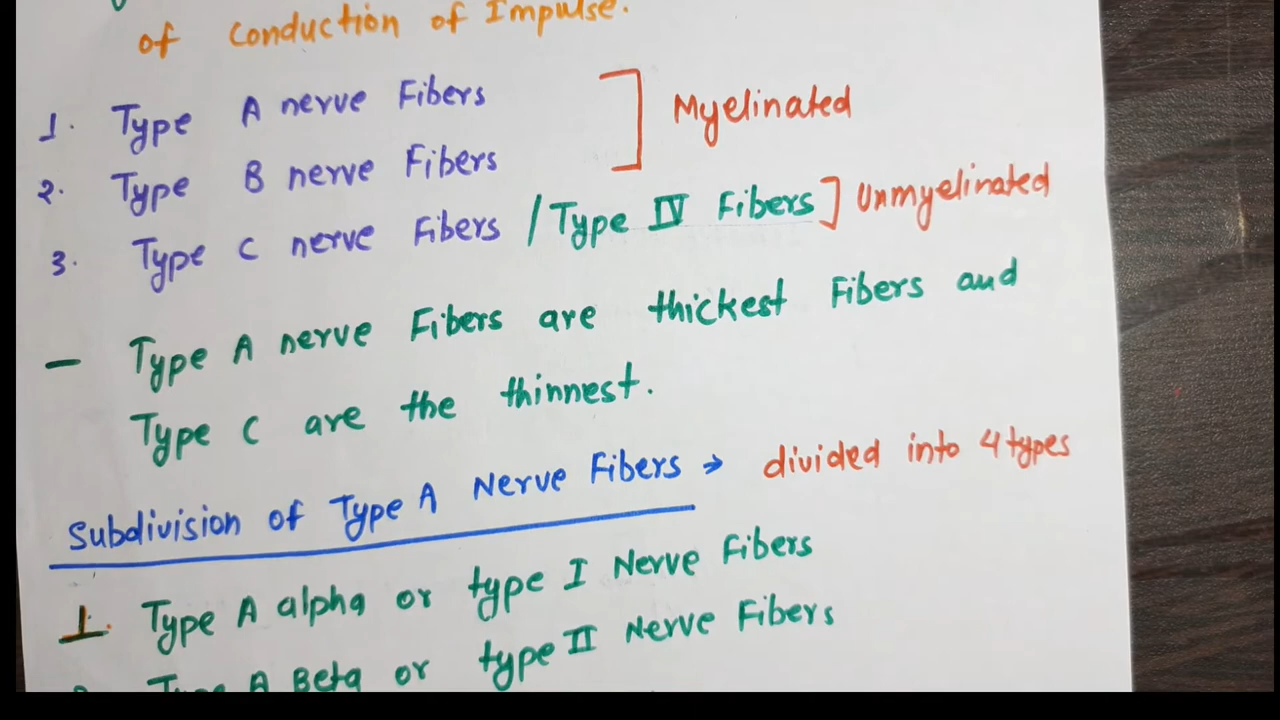 of Conduction of Impulse.
1. Type A nerve Fibers ] Myelinated
2. Type B nerve Fibers
3. Type C nerve Fibers / Type IV Fibers ] Unmyelinated
— Type A nerve Fibers are thickest Fibers and
Type C are the thinnest.
Subdivision of Type A Nerve Fibers → divided into 4 types
1. Type A alpha or type I Nerve Fibers
2. Type A Beta or type II Nerve Fibers